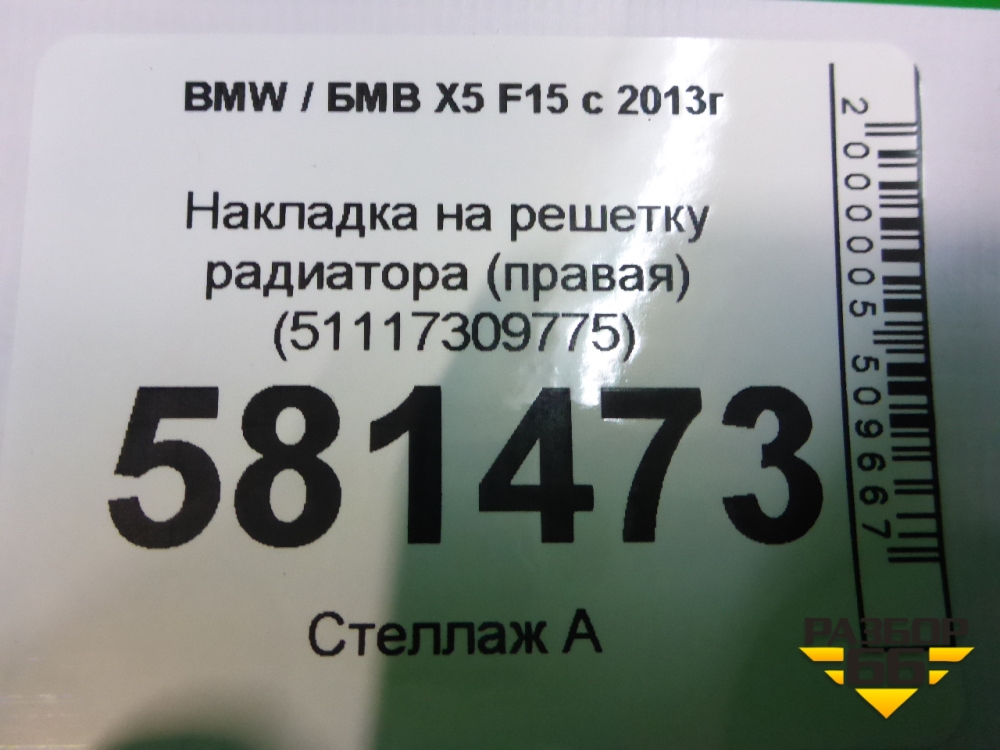 BMW / БМВ X5 F15 с 2013г
Накладка на решетку
радиатора (правая)
(51117309775)
581473
Стеллаж А
2000005509667
РАЗБОР
66